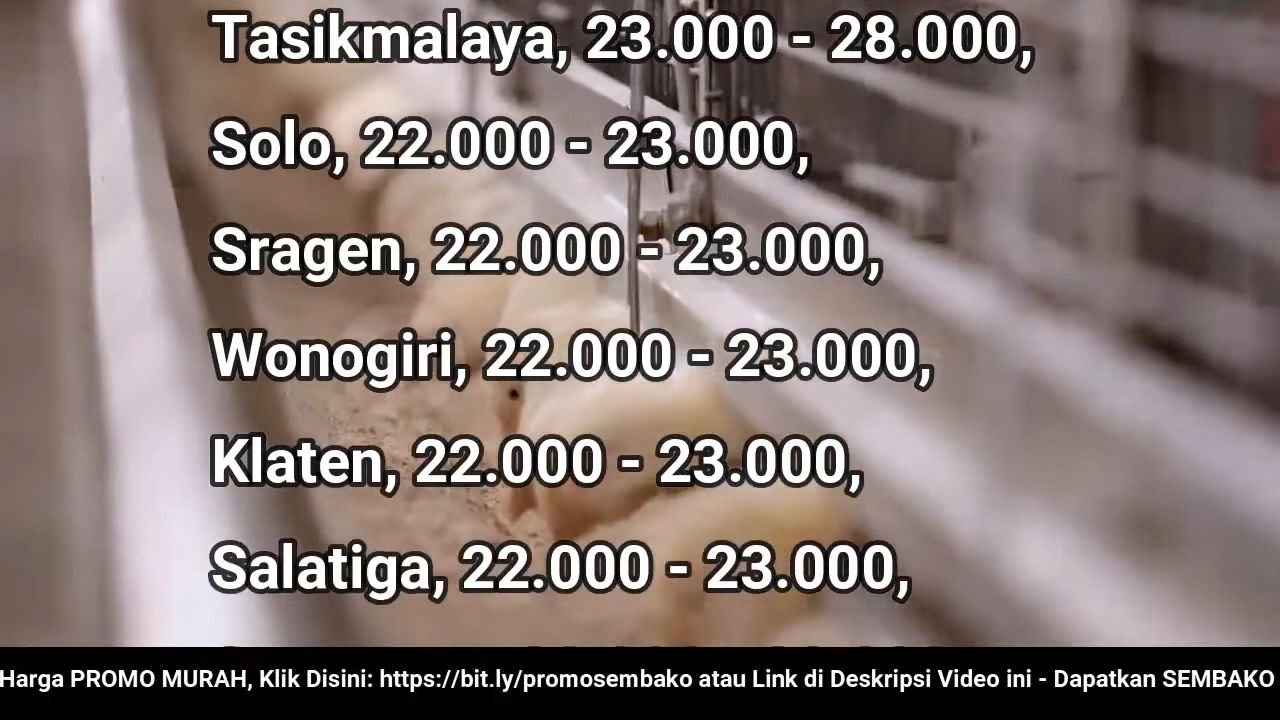 Tasikmalaya, 23.000 - 28.000,
Solo, 22.000 - 23.000,
Sragen, 22.000 - 23.000,
Wonogiri, 22.000 - 23.000,
Klaten, 22.000 - 23.000,
Salatiga, 22.000 - 23.000,
Harga PROMO MURAH, Klik Disini: https://bit.ly/promosembako atau Link di Deskripsi Video ini - Dapatkan SEMBAKO